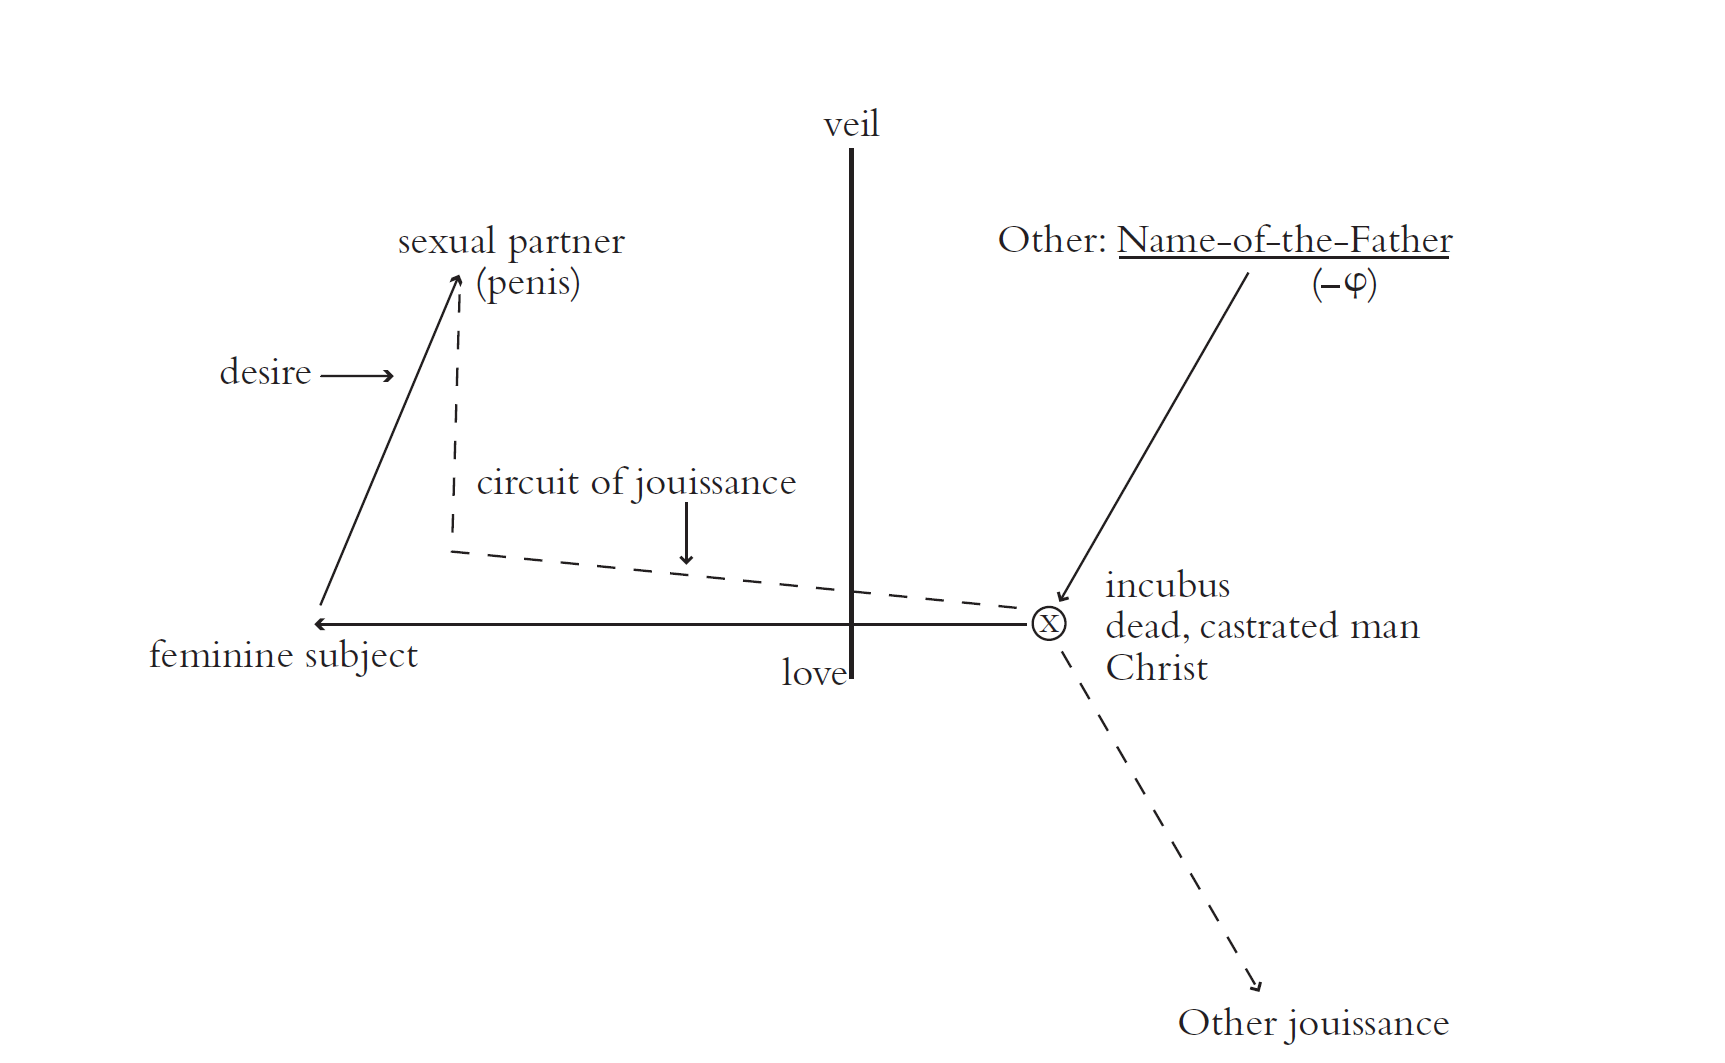 veil
sexual partner
(penis)
Other: Name-of-the-Father
(–φ)
desire
circuit of jouissance
incubus
dead, castrated man
Christ
X
feminine subject
love
Other jouissance